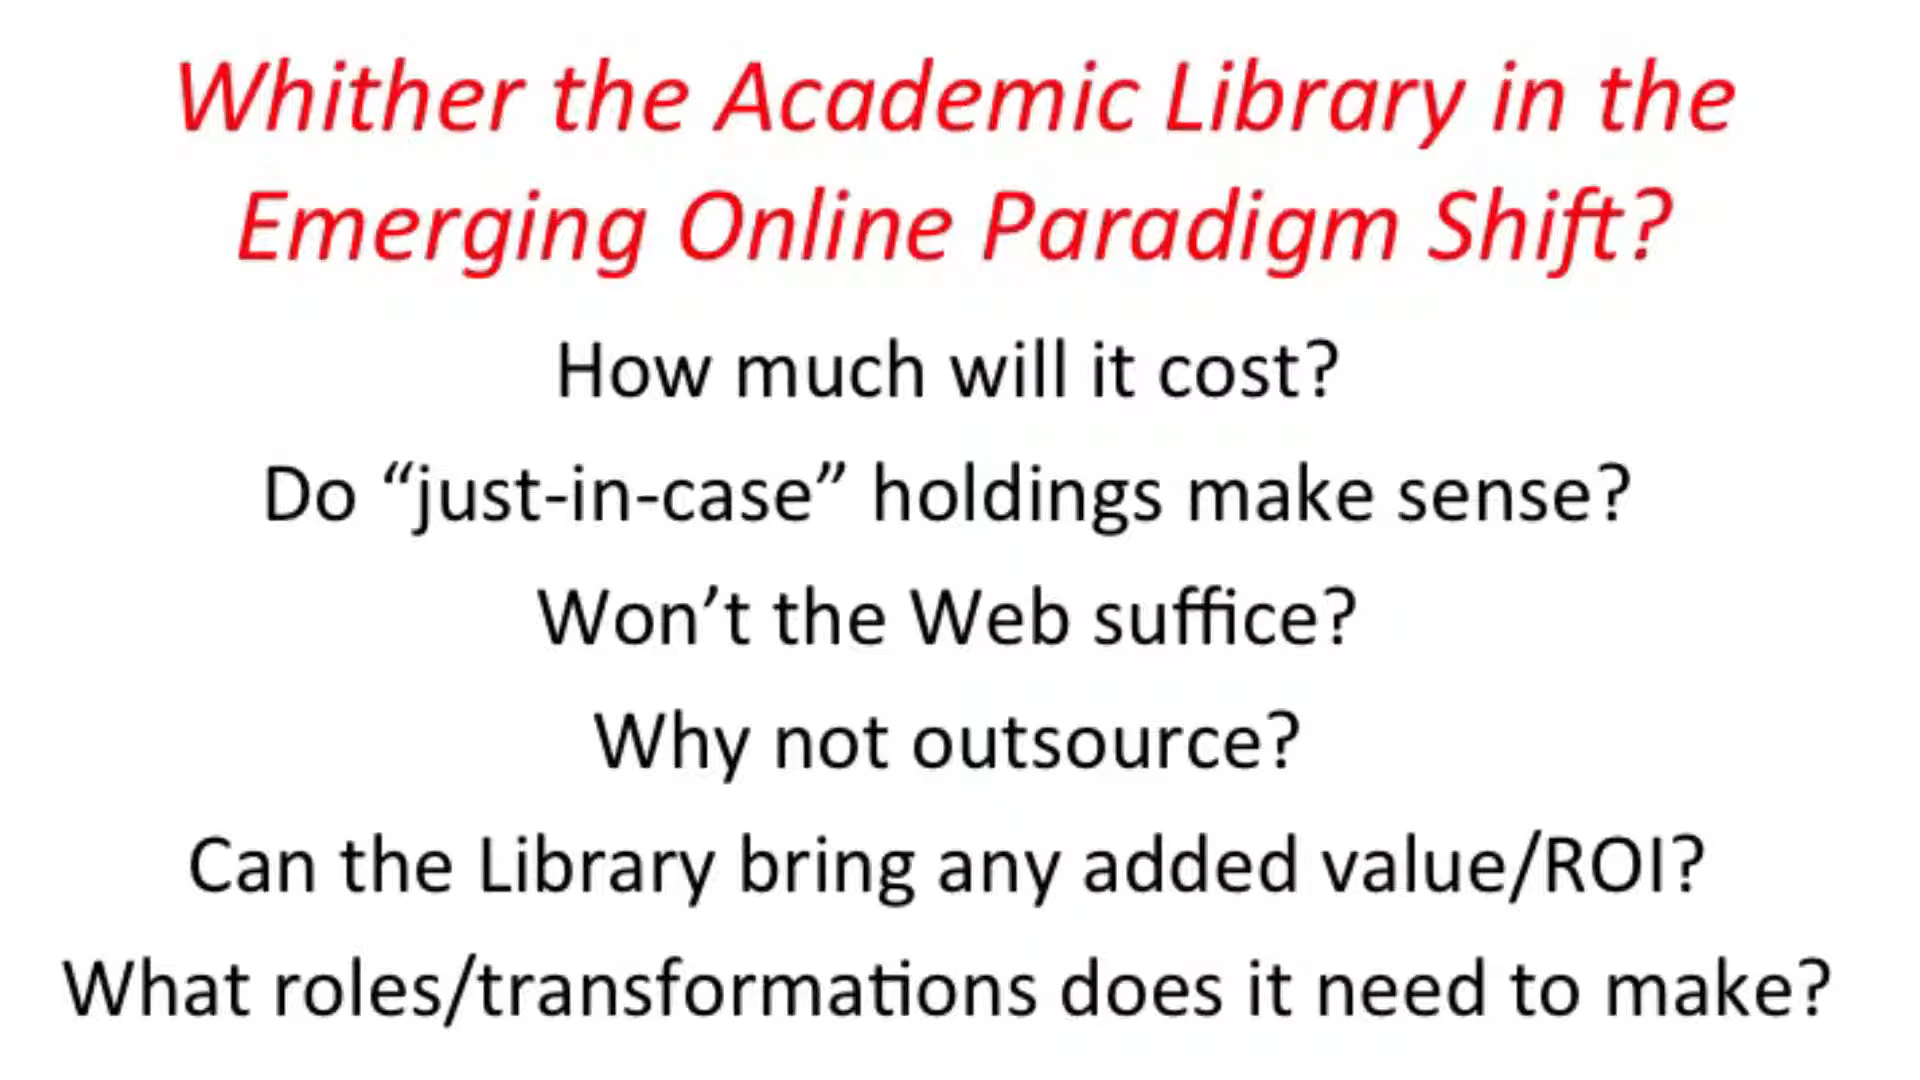 Whither the Academic Library in the
Emerging Online Paradigm Shift?
How much will it cost?
Do “just-in-case” holdings make sense?
Won’t the Web suffice?
Why not outsource?
Can the Library bring any added value/ROI?
What roles/transformations does it need to make?